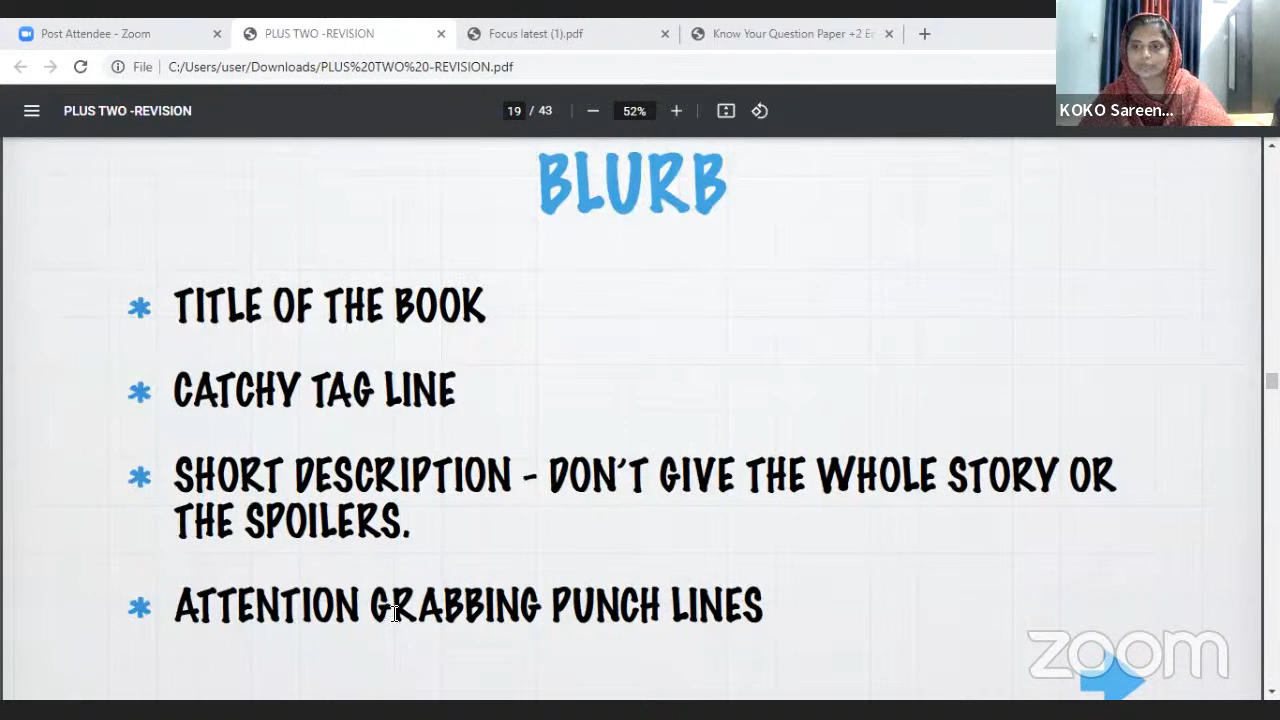 Post Attendee - Zoom
PLUS TWO -REVISION
Focus latest (1).pdf
Know Your Question Paper +2 En
File
C:/Users/user/Downloads/PLUS%20TWO%20-REVISION.pdf
PLUS TWO -REVISION
19 / 43
52%
KOKO Sareen...
BLURB
* TITLE OF THE BOOK
* CATCHY TAG LINE
* SHORT DESCRIPTION - DON'T GIVE THE WHOLE STORY OR
THE SPOILERS.
* ATTENTION GRABBING PUNCH LINES
zoom